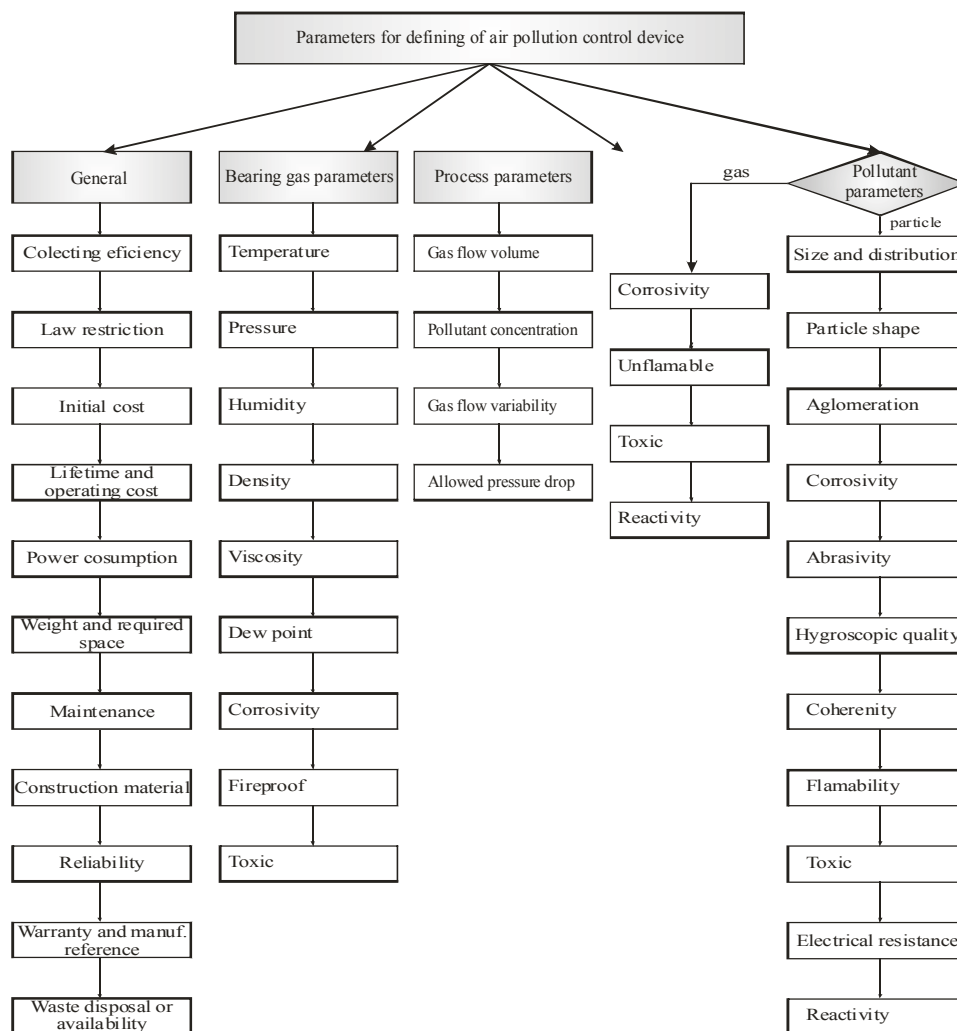 Parameters for defining of air pollution control device
General
Colecting eficiency
Law restriction
Initial cost
Lifetime and
operating cost
Power cosumption
Weight and required
space
Maintenance
Construction material
Reliability
Warranty and manuf.
reference
Waste disposal or
availability
Bearing gas parameters
Temperature
Pressure
Humidity
Density
Viscosity
Dew point
Corrosivity
Fireproof
Toxic
Process parameters
Gas flow volume
Pollutant concentration
Gas flow variability
Allowed pressure drop
Pollutant
parameters
gas
Corrosivity
Unflamable
Toxic
Reactivity
particle
Size and distribution
Particle shape
Aglomeration
Corrosivity
Abrasivity
Hygroscopic quality
Coherenity
Flamability
Toxic
Electrical resistance
Reactivity